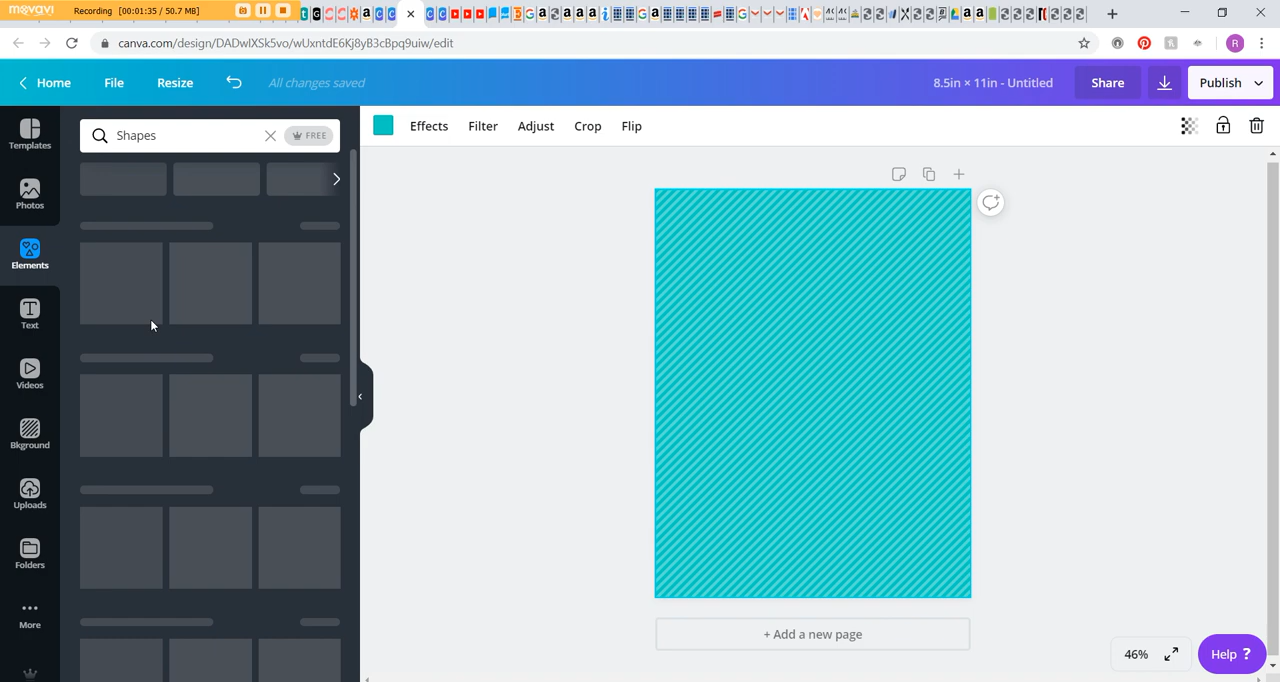 movavi Recording [00:01:35 / 50.7 MB]
canva.com/design/DADwIXSk5vo/wUxntdE6Kj8yB3cBpq9uiw/edit
Home File Resize All changes saved 8.5in × 11in - Untitled Share Publish
Templates
Photos
Elements
Text
Videos
Bkground
Uploads
Folders
More
Shapes FREE
Effects Filter Adjust Crop Flip
+ Add a new page
46% Help ?